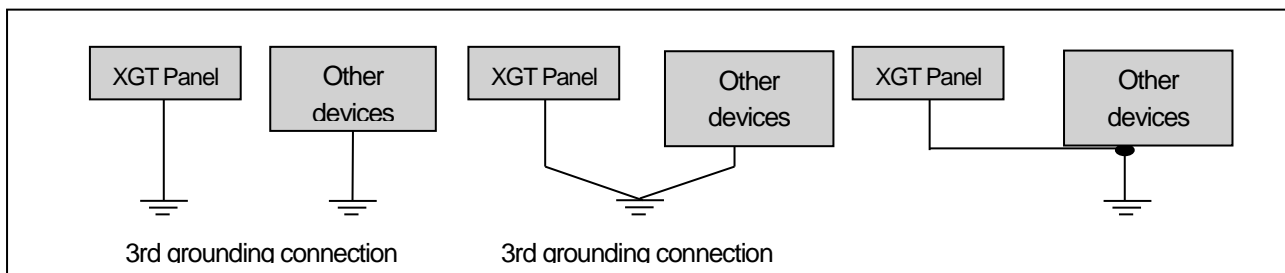 XGT Panel
Other
devices
XGT Panel
Other
devices
XGT Panel
Other
devices
3rd grounding connection
3rd grounding connection